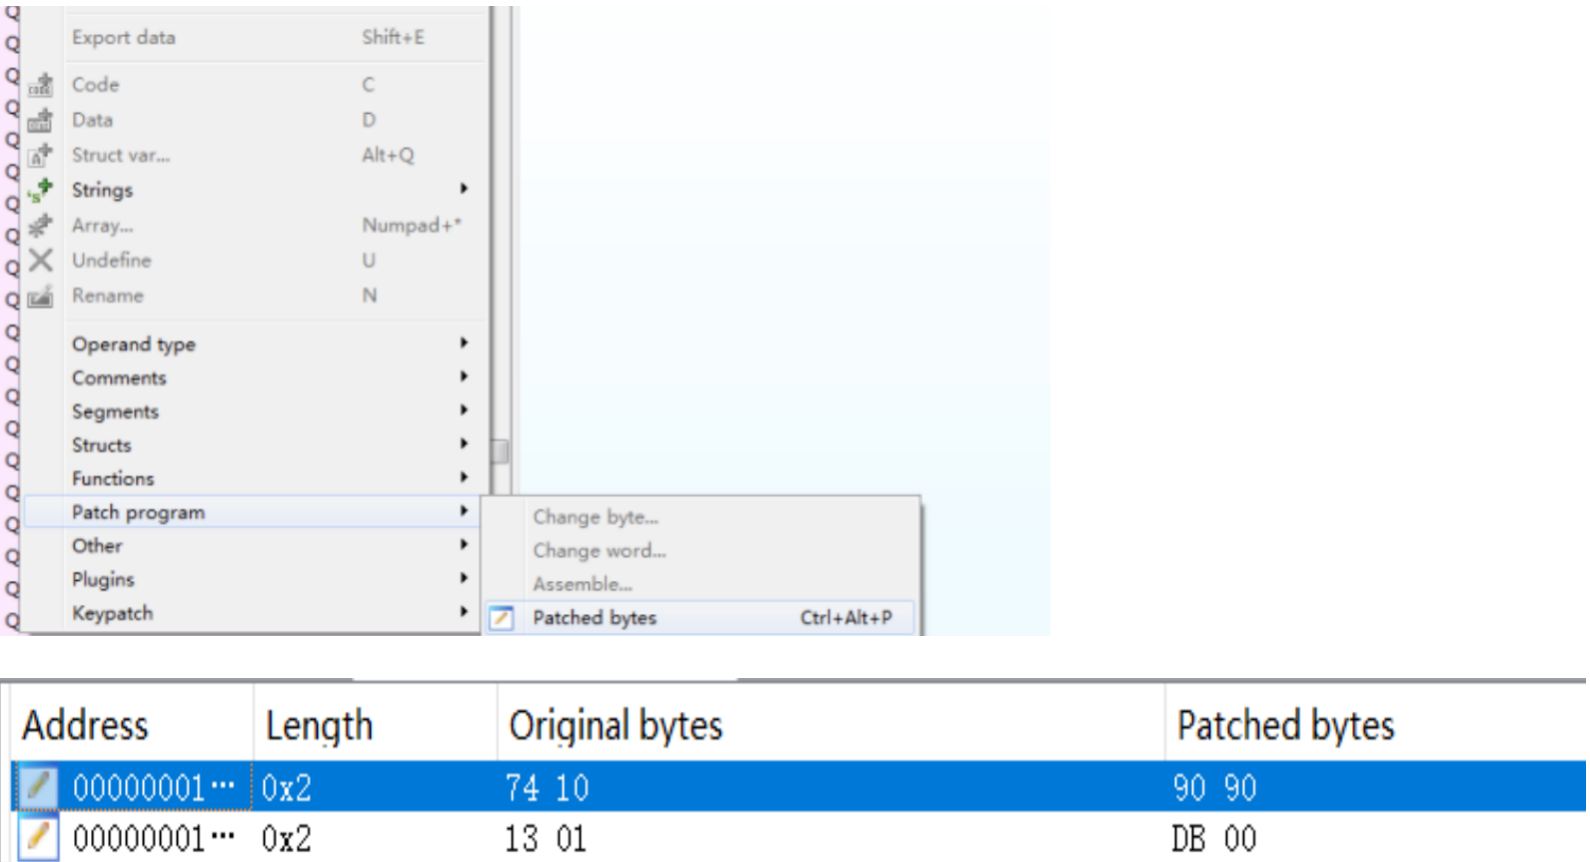 Export data Shift+E
Code C
Data D
Struct var... Alt+Q
Strings
Array... Numpad+*
Undefine U
Rename N
Operand type
Comments
Segments
Structs
Functions
Patch program
Other
Plugins
Keypatch
Change byte...
Change word...
Assemble...
Patched bytes Ctrl+Alt+P
Address Length Original bytes Patched bytes
00000001... 0x2 74 10 90 90
00000001... 0x2 13 01 DB 00